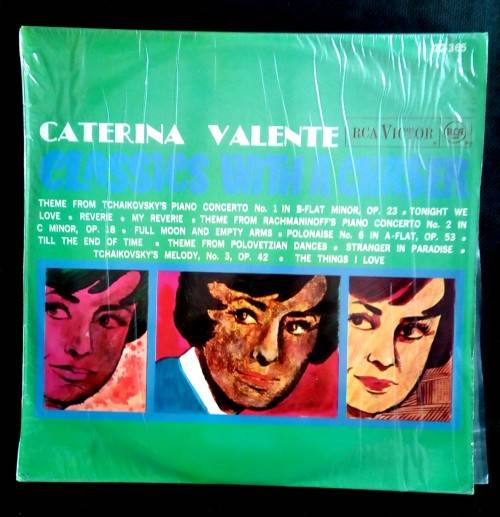 CATERINA VALENTE
RCA VICTOR
RCA
CLASSICS WITH A CHASER
THEME FROM TCHAIKOVSKY'S PIANO CONCERTO No. 1 IN B-FLAT MINOR, OP. 23 • TONIGHT WE
LOVE • REVERIE • MY REVERIE • THEME FROM RACHMANINOFF'S PIANO CONCERTO No. 2 IN
C MINOR, OP. 18 • FULL MOON AND EMPTY ARMS • POLONAISE No. 6 IN A-FLAT, OP. 53 •
TILL THE END OF TIME • THEME FROM POLOVETZIAN DANCES • STRANGER IN PARADISE •
TCHAIKOVSKY'S MELODY, No. 3, OP. 42 • THE THINGS I LOVE